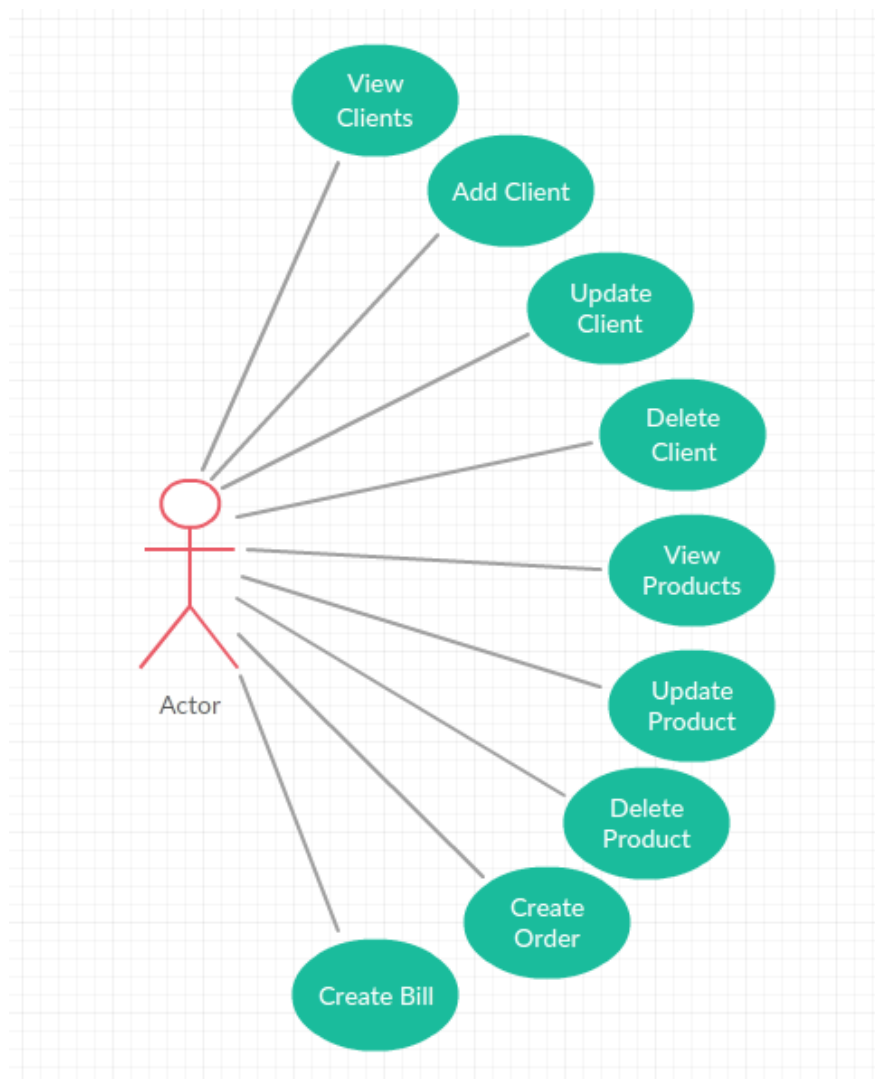 View
Clients
Add Client
Update
Client
Delete
Client
View
Products
Update
Product
Actor
Delete
Product
Create
Order
Create Bill